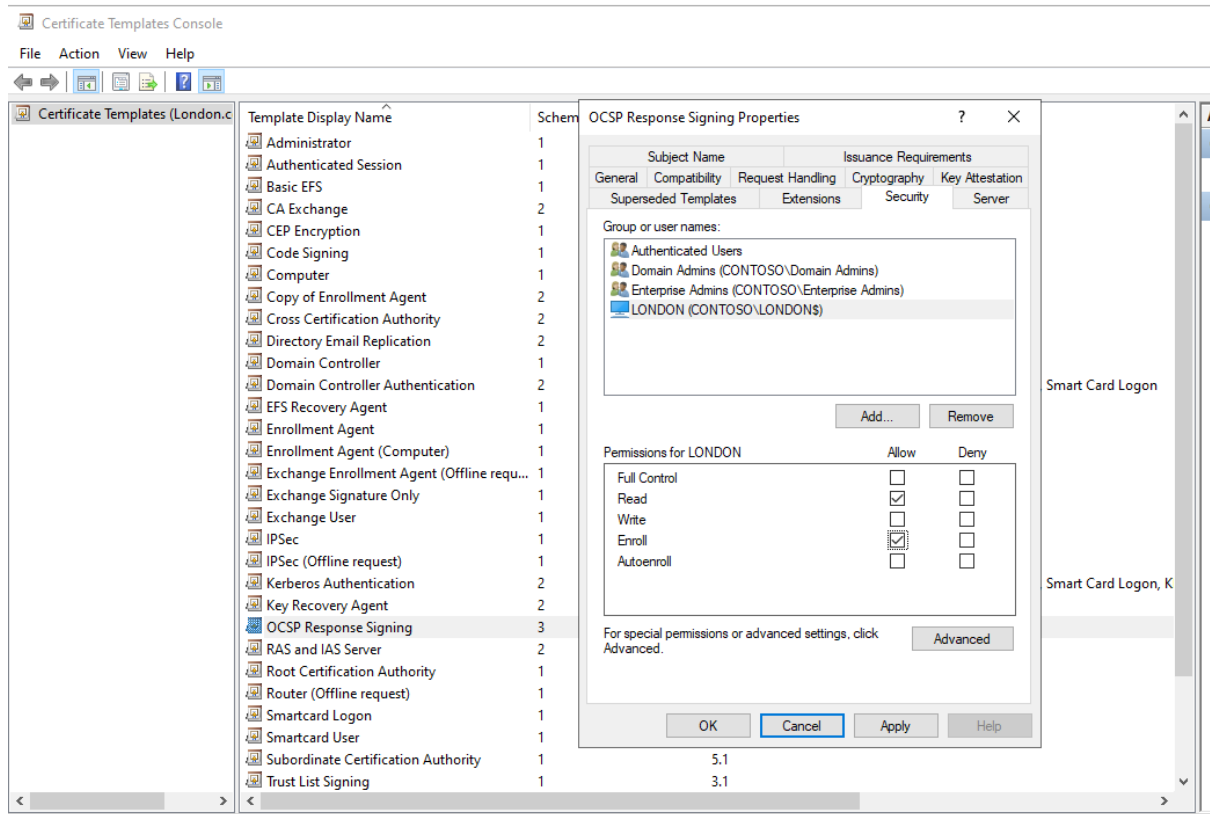 Certificate Templates Console
File Action View Help
Certificate Templates (London.c
Template Display Name Schem
Administrator 1
Authenticated Session 1
Basic EFS 1
CA Exchange 2
CEP Encryption 1
Code Signing 1
Computer 1
Copy of Enrollment Agent 2
Cross Certification Authority 2
Directory Email Replication 2
Domain Controller 1
Domain Controller Authentication 2 Smart Card Logon
EFS Recovery Agent 1
Enrollment Agent 1
Enrollment Agent (Computer) 1
Exchange Enrollment Agent (Offline requ... 1
Exchange Signature Only 1
Exchange User 1
IPSec 1
IPSec (Offline request) 1
Kerberos Authentication 2 Smart Card Logon, K
Key Recovery Agent 2
OCSP Response Signing 3
RAS and IAS Server 2
Root Certification Authority 1
Router (Offline request) 1
Smartcard Logon 1
Smartcard User 1
Subordinate Certification Authority 1 5.1
Trust List Signing 1 3.1
OCSP Response Signing Properties ?
Subject Name Issuance Requirements
General Compatibility Request Handling Cryptography Key Attestation
Superseded Templates Extensions Security Server
Group or user names:
Authenticated Users
Domain Admins (CONTOSO\Domain Admins)
Enterprise Admins (CONTOSO\Enterprise Admins)
LONDON (CONTOSO\LONDON$)
Add... Remove
Permissions for LONDON Allow Deny
Full Control
Read
Write
Enroll
Autoenroll
For special permissions or advanced settings, click
Advanced. Advanced
OK Cancel Apply Help